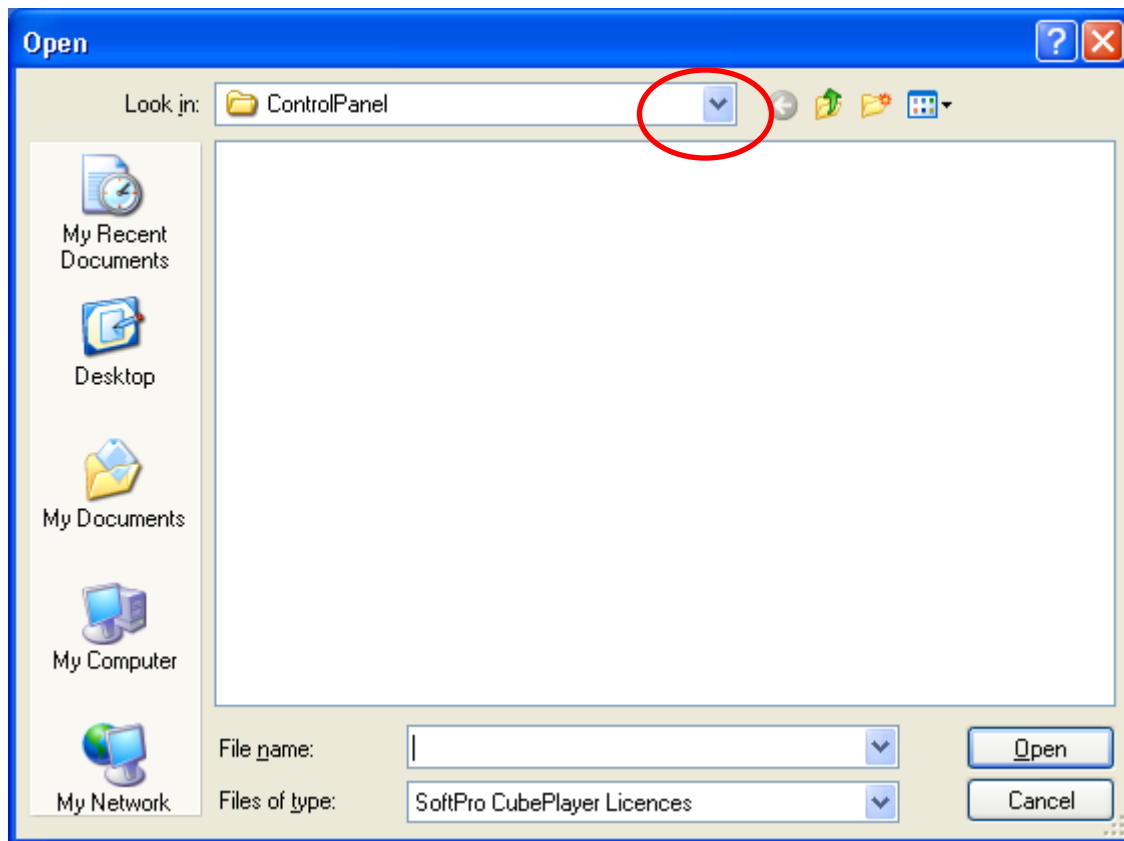 Open
Look in:
ControlPanel
My Recent
Documents
Desktop
My Documents
My Computer
My Network
File name:
Open
Files of type:
SoftPro CubePlayer Licences
Cancel